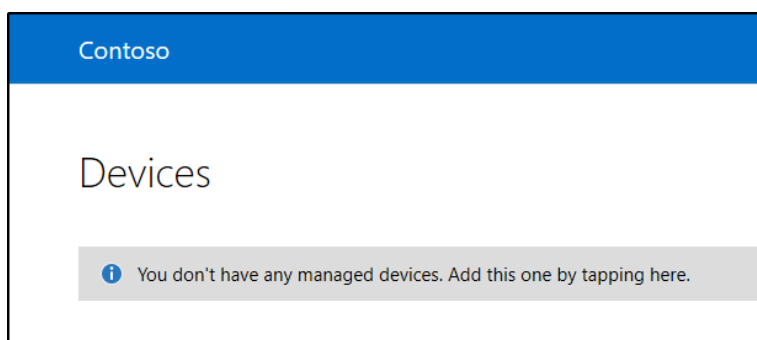 Contoso
Devices
You don't have any managed devices. Add this one by tapping here.